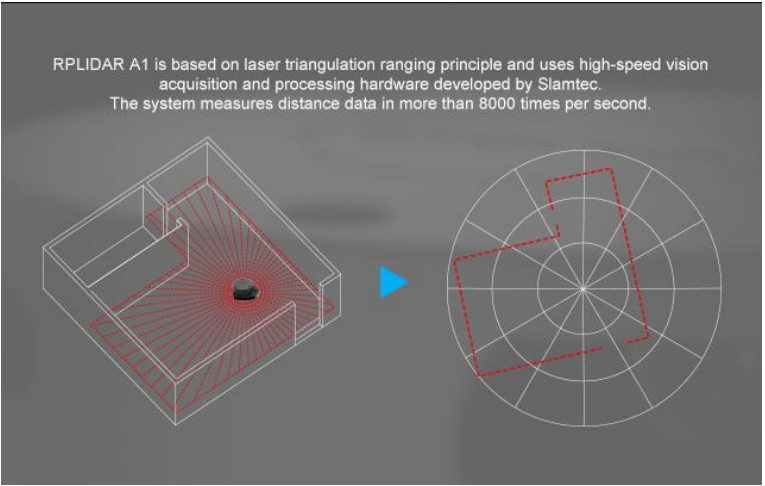 RPLIDAR A1 is based on laser triangulation ranging principle and uses high-speed vision
acquisition and processing hardware developed by Slamtec.
The system measures distance data in more than 8000 times per second.